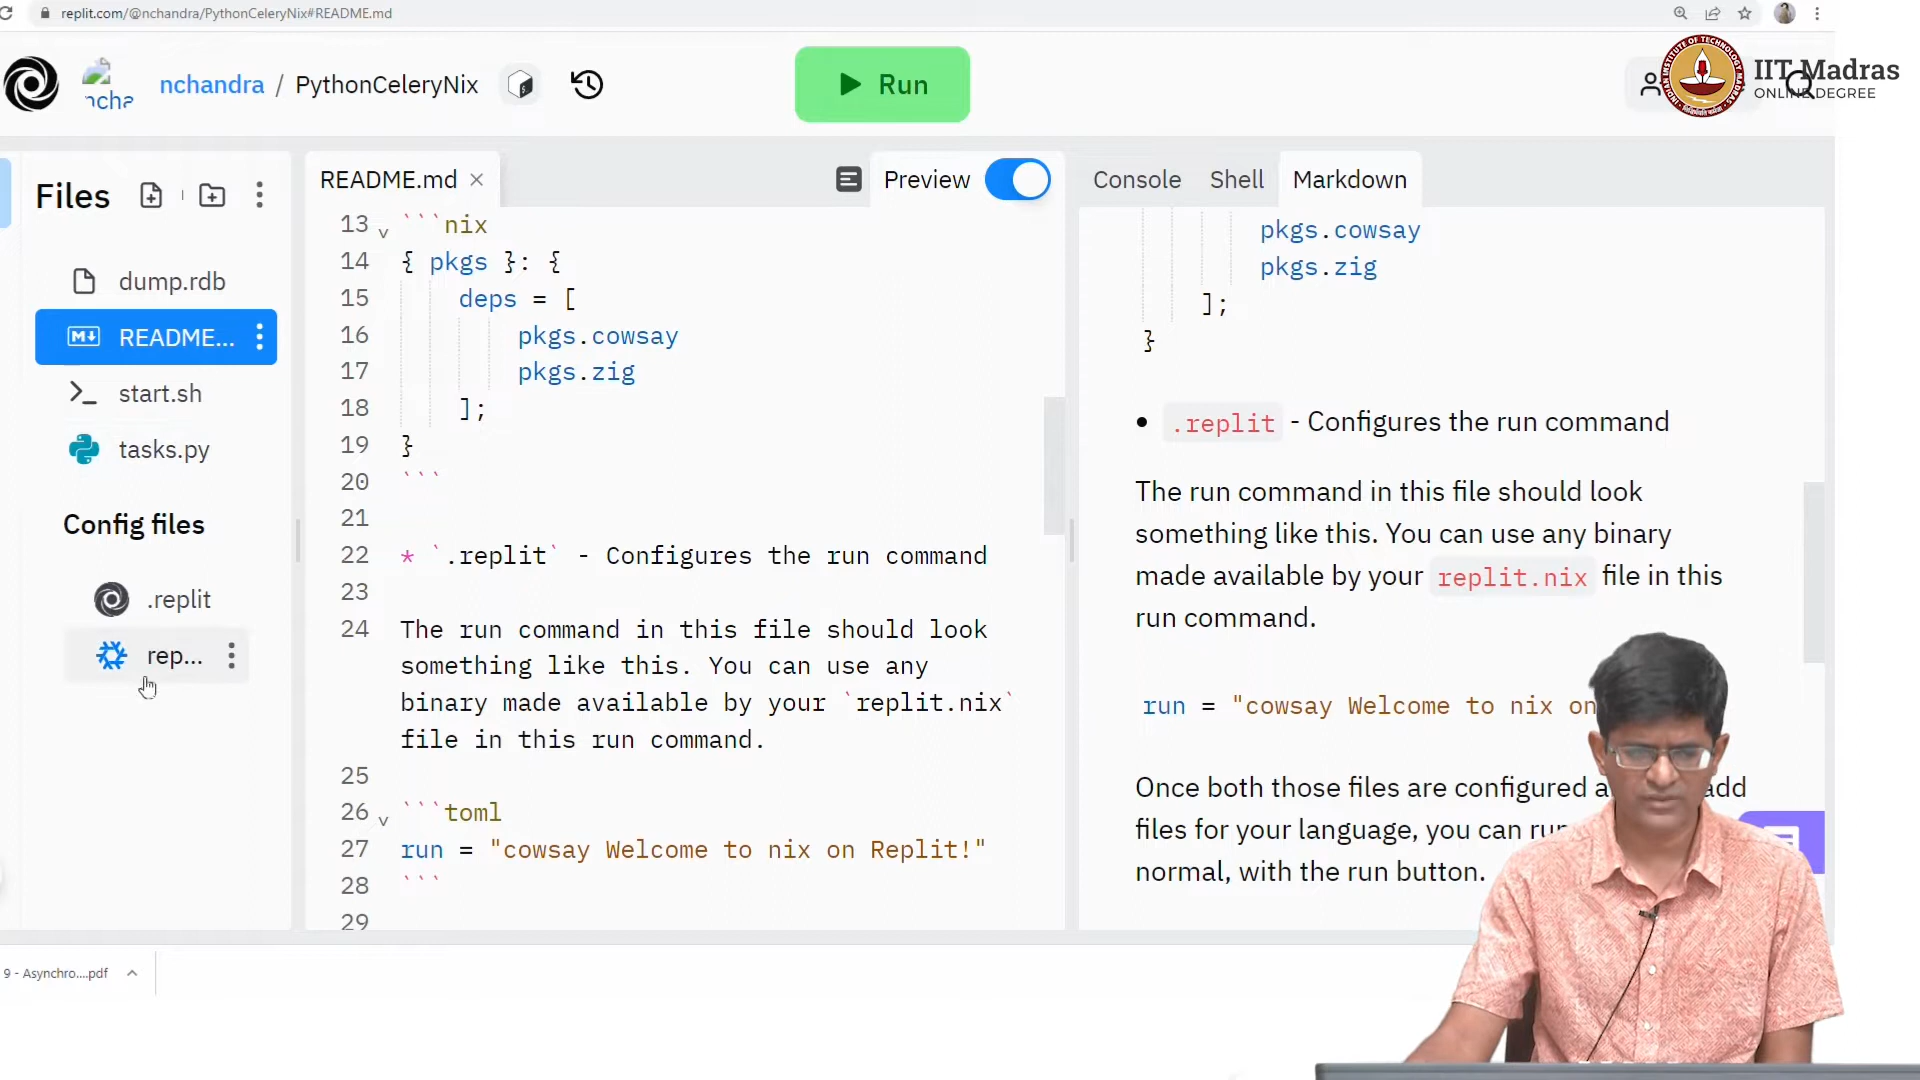 replit.com/@nchandra/PythonCeleryNix#README.md
ncha
nchandra / PythonCeleryNix
Run
IIT Madras
ONLINE DEGREE
Files
dump.rdb
README...
start.sh
tasks.py
Config files
.replit
rep...
README.md
Preview
13 ```nix
14 { pkgs }: {
15 deps = [
16 pkgs.cowsay
17 pkgs.zig
18 ];
19 }
20 ```
21
22 * `.replit` - Configures the run command
23
24 The run command in this file should look
something like this. You can use any
binary made available by your `replit.nix`
file in this run command.
25
26 ```toml
27 run = "cowsay Welcome to nix on Replit!"
28 ```
29
Console Shell Markdown
pkgs.cowsay
pkgs.zig
];
}
• .replit - Configures the run command
The run command in this file should look
something like this. You can use any binary
made available by your replit.nix file in this
run command.
run = "cowsay Welcome to nix on
Once both those files are configured a add
files for your language, you can run
normal, with the run button.
9 - Asynchro....pdf